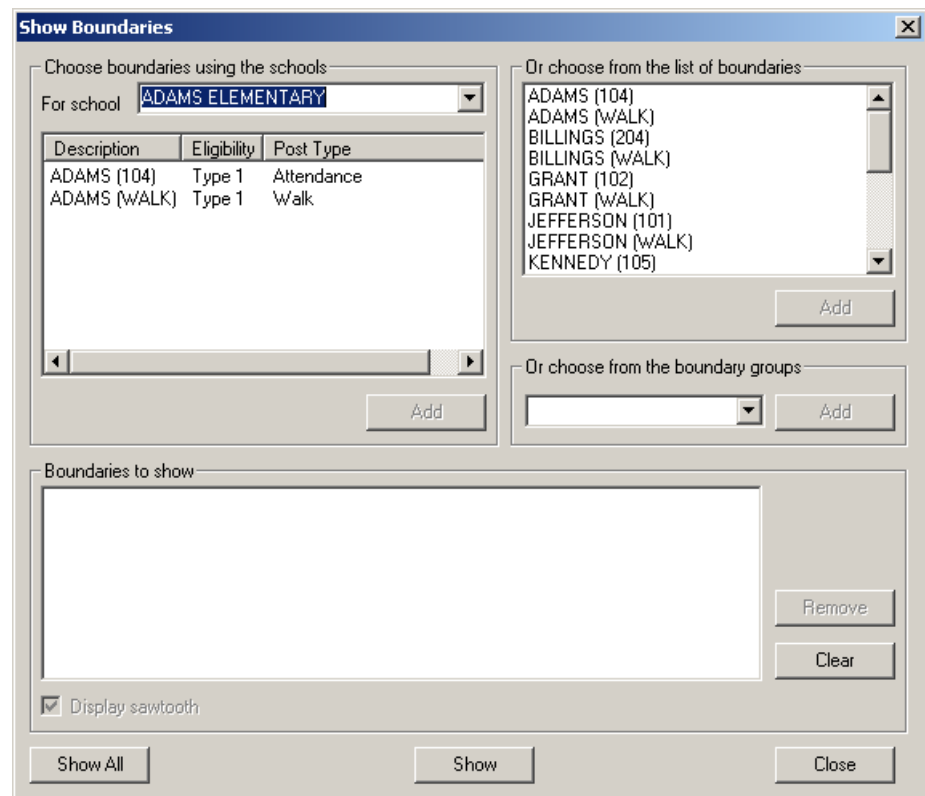 Show Boundaries
Choose boundaries using the schools
For school ADAMS ELEMENTARY
Description Eligibility Post Type
ADAMS (104) Type 1 Attendance
ADAMS (WALK) Type 1 Walk
Add
Or choose from the list of boundaries
ADAMS (104)
ADAMS (WALK)
BILLINGS (204)
BILLINGS (WALK)
GRANT (102)
GRANT (WALK)
JEFFERSON (101)
JEFFERSON (WALK)
KENNEDY (105)
Add
Or choose from the boundary groups
Add
Boundaries to show
Remove
Clear
Display sawtooth
Show All Show Close